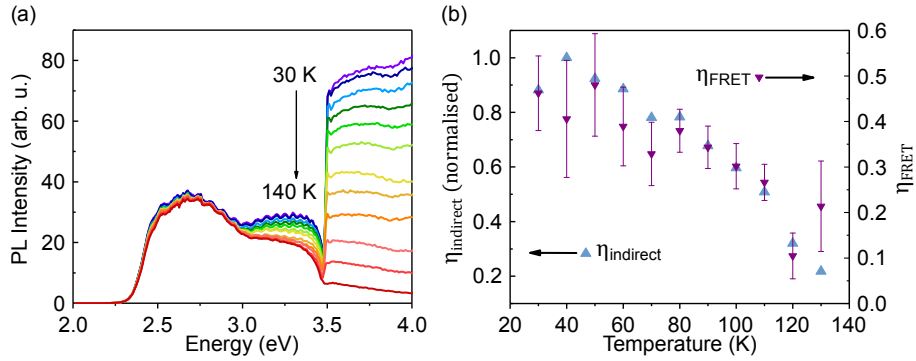 (a)
PL Intensity (arb. u.)
80
60
40
20
0
30 K
140 K
2.0 2.5 3.0 3.5 4.0
Energy (eV)
(b)
ηindirect (normalised)
1.0
0.8
0.6
0.4
0.2
ηFRET
ηindirect
0.6
0.5
0.4
0.3
0.2
0.1
0.0
ηFRET
20 40 60 80 100 120 140
Temperature (K)